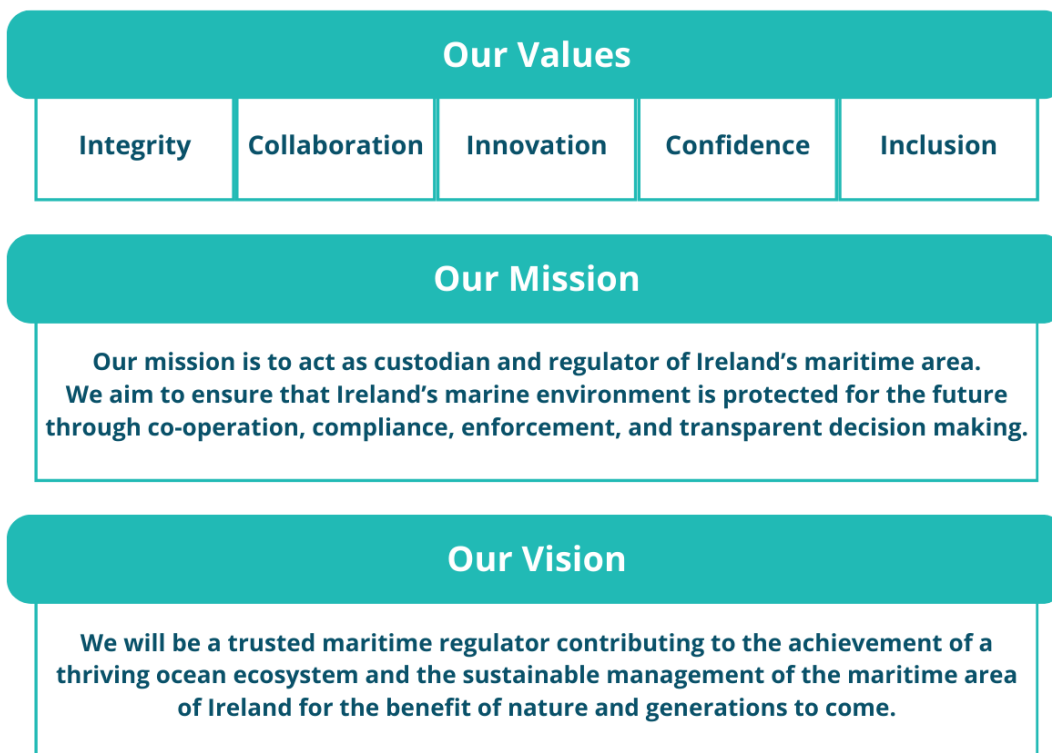 Our Values
Integrity Collaboration Innovation Confidence Inclusion
Our Mission
Our mission is to act as custodian and regulator of Ireland’s maritime area.
We aim to ensure that Ireland’s marine environment is protected for the future
through co-operation, compliance, enforcement, and transparent decision making.
Our Vision
We will be a trusted maritime regulator contributing to the achievement of a
thriving ocean ecosystem and the sustainable management of the maritime area
of Ireland for the benefit of nature and generations to come.